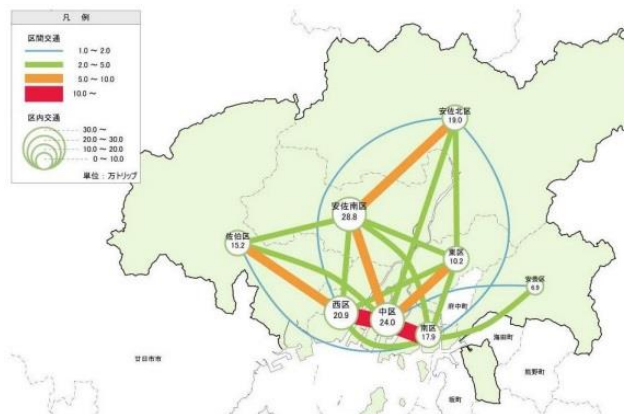 凡 例
区間交通
1.0 ~ 2.0
2.0 ~ 5.0
5.0 ~ 10.0
10.0 ~
区内交通
30.0 ~
20.0 ~ 30.0
10.0 ~ 20.0
0 ~ 10.0
単位 : 万トリップ
安佐北区
19.0
安佐南区
28.8
佐伯区
15.2
東区
10.2
安芸区
6.5
西区
20.9
中区
24.0
南区
17.9
府中町
海田町
熊野町
坂町
廿日市市